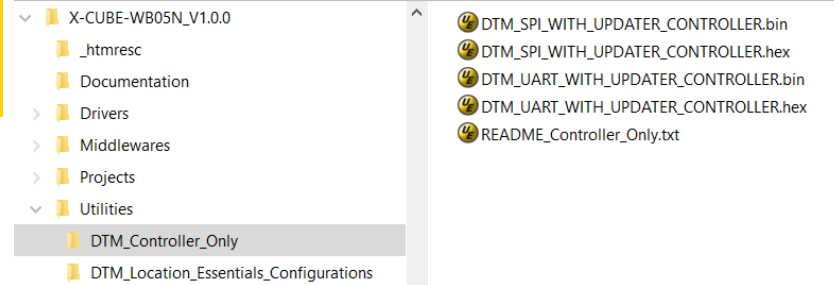 X-CUBE-WB05N_V1.0.0
_htmresc
Documentation
Drivers
Middlewares
Projects
Utilities
DTM_Controller_Only
DTM_Location_Essentials_Configurations
DTM_SPI_WITH_UPDATER_CONTROLLER.bin
DTM_SPI_WITH_UPDATER_CONTROLLER.hex
DTM_UART_WITH_UPDATER_CONTROLLER.bin
DTM_UART_WITH_UPDATER_CONTROLLER.hex
README_Controller_Only.txt